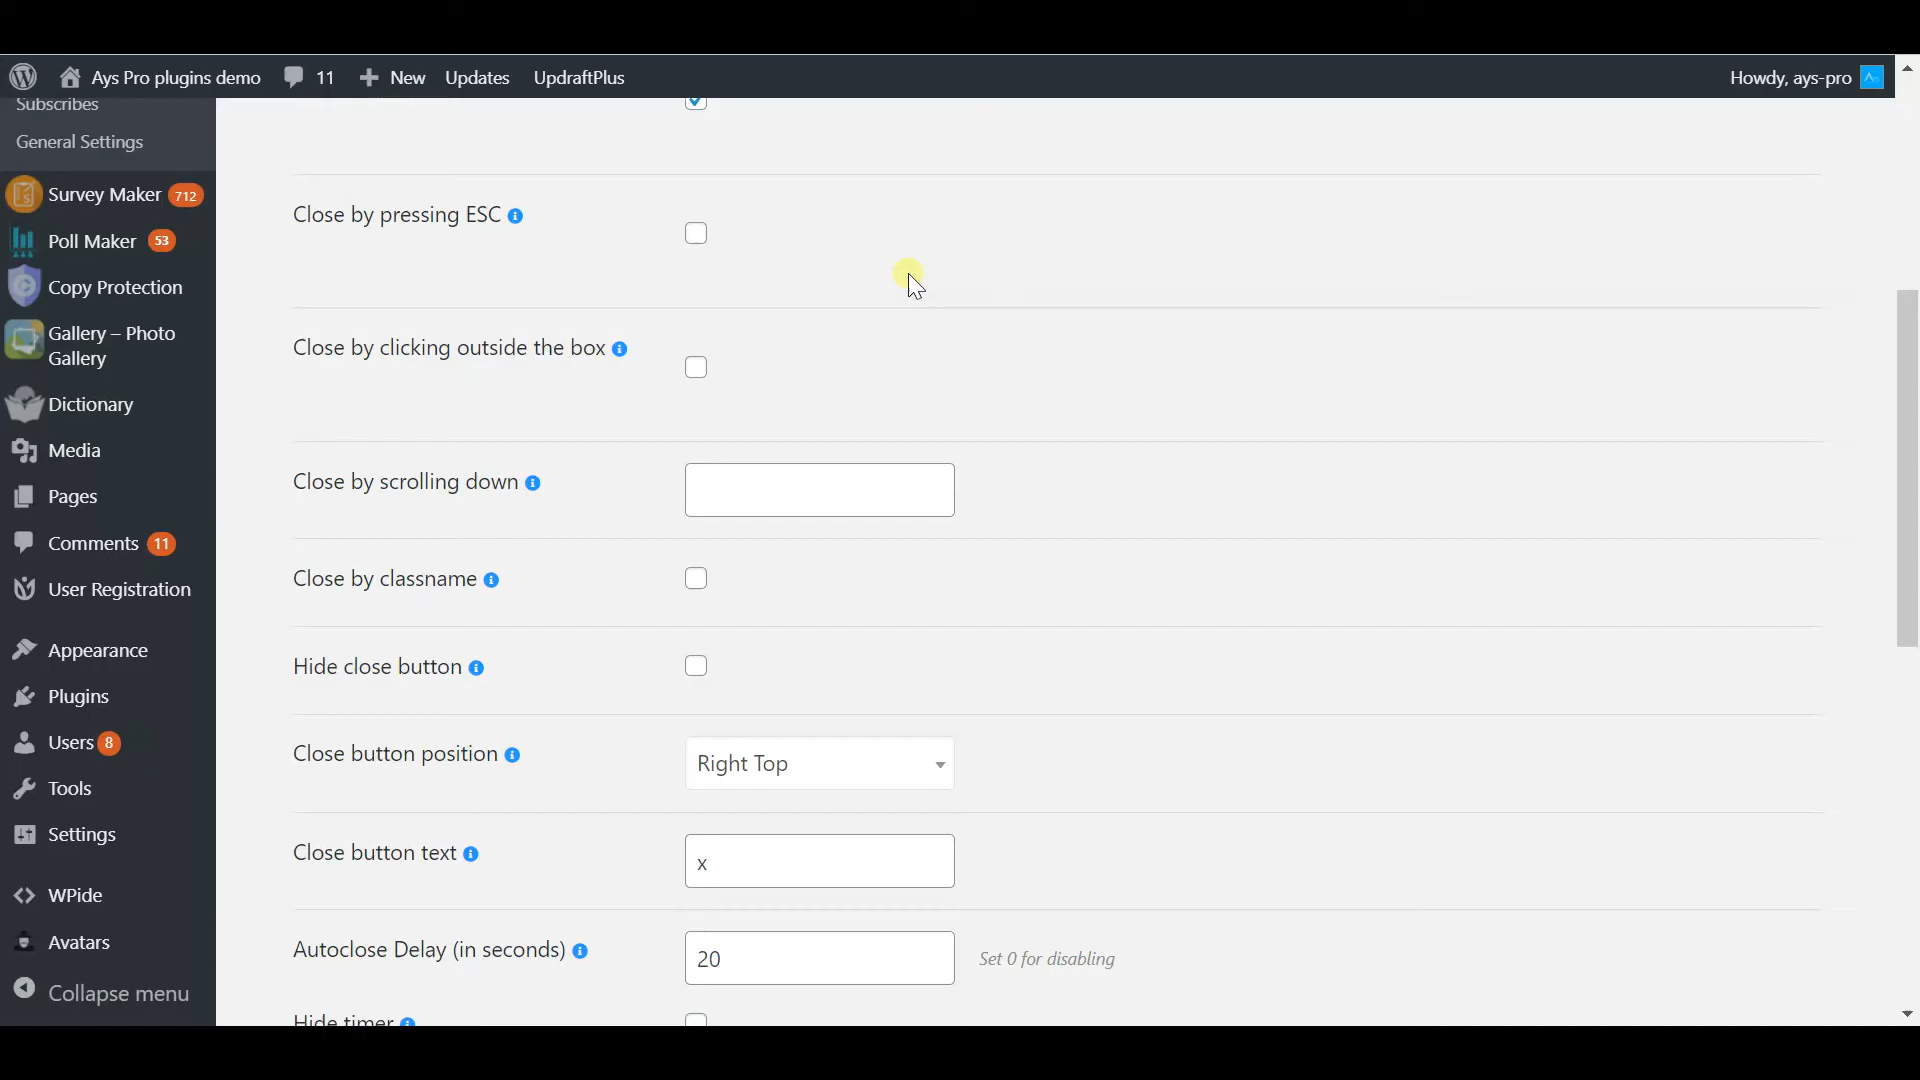 Ays Pro plugins demo 11 New Updates UpdraftPlus Howdy, ays-pro
Subscribes
General Settings
Survey Maker 712
Poll Maker 53
Copy Protection
Gallery – Photo
Gallery
Dictionary
Media
Pages
Comments 11
User Registration
Appearance
Plugins
Users 8
Tools
Settings
WPide
Avatars
Collapse menu
Close by pressing ESC
Close by clicking outside the box
Close by scrolling down
Close by classname
Hide close button
Close button position Right Top
Close button text x
Autoclose Delay (in seconds) 20 Set 0 for disabling
Hide timer